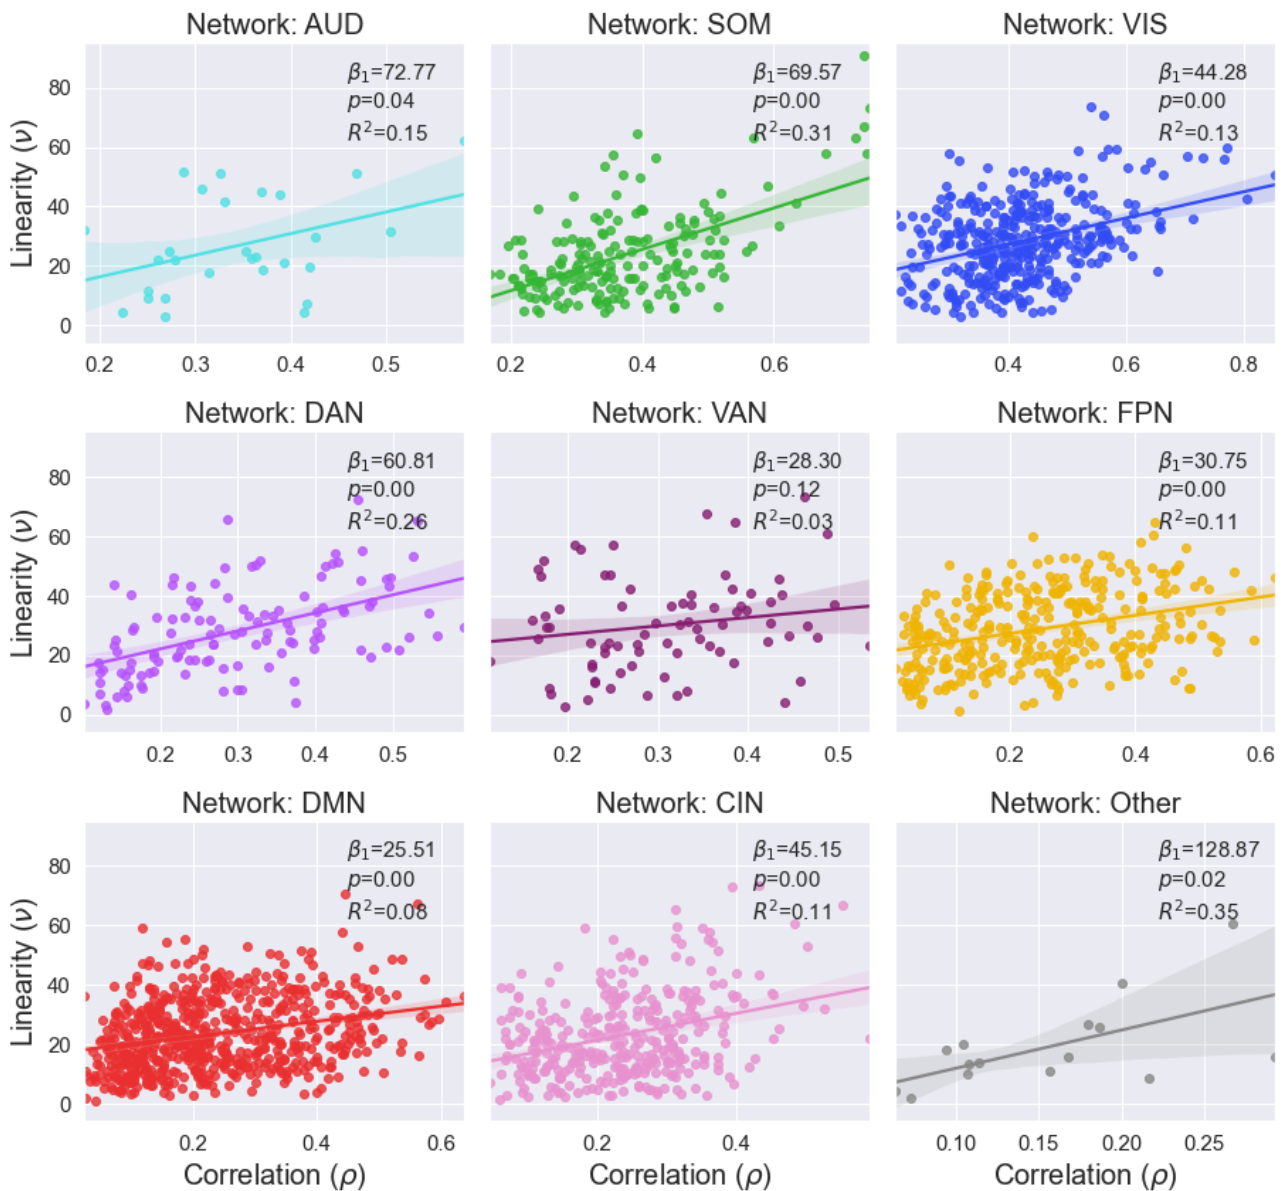 Network: AUD
Network: SOM
Network: VIS
β₁=72.77
p=0.04
R²=0.15
β₁=69.57
p=0.00
R²=0.31
β₁=44.28
p=0.00
R²=0.13
Linearity (ν)
80
60
40
20
0
0.2 0.3 0.4 0.5
0.2 0.4 0.6
0.4 0.6 0.8
Network: DAN
Network: VAN
Network: FPN
β₁=60.81
p=0.00
R²=0.26
β₁=28.30
p=0.12
R²=0.03
β₁=30.75
p=0.00
R²=0.11
Linearity (ν)
80
60
40
20
0
0.2 0.3 0.4 0.5
0.2 0.3 0.4 0.5
0.2 0.4 0.6
Network: DMN
Network: CIN
Network: Other
β₁=25.51
p=0.00
R²=0.08
β₁=45.15
p=0.00
R²=0.11
β₁=128.87
p=0.02
R²=0.35
Linearity (ν)
80
60
40
20
0
0.2 0.4 0.6
0.2 0.4
0.10 0.15 0.20 0.25
Correlation (ρ)
Correlation (ρ)
Correlation (ρ)